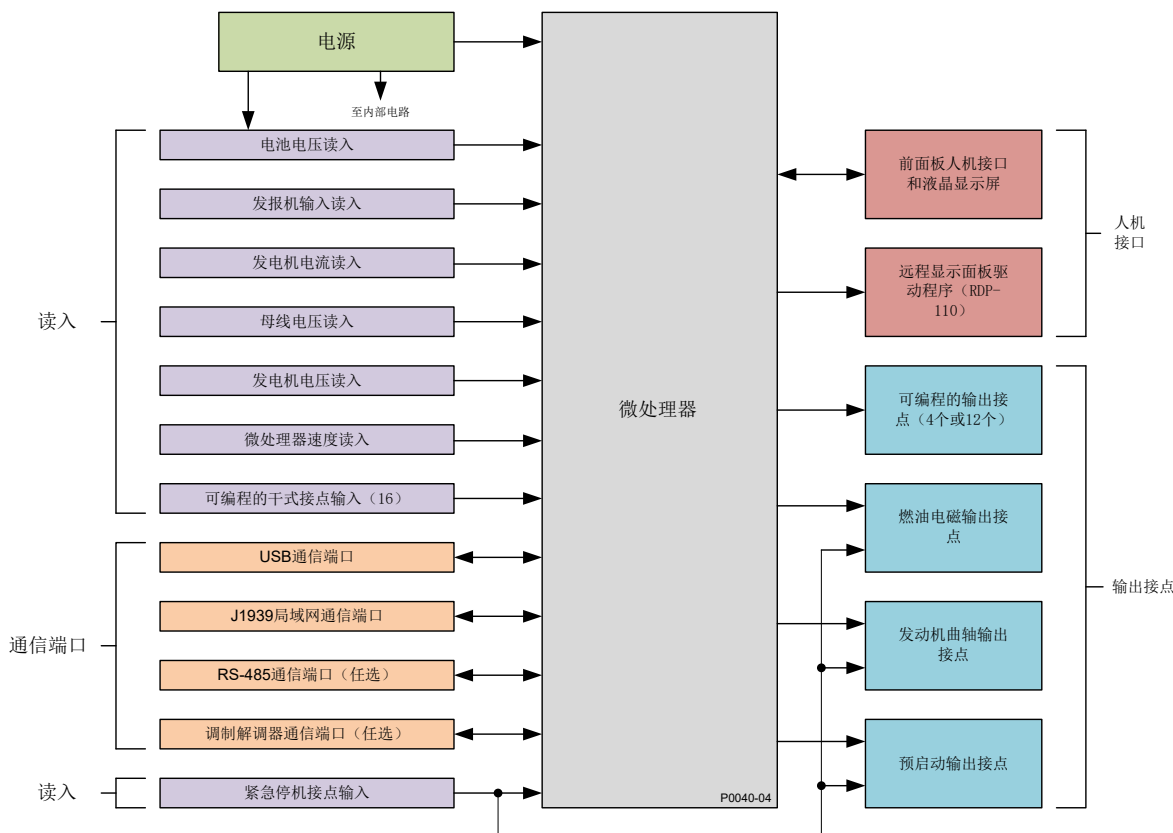 电源
至内部电路
读入
电池电压读入
发报机输入读入
发电机电流读入
母线电压读入
发电机电压读入
微处理器速度读入
可编程的干式接点输入（16）
通信端口
USB通信端口
J1939局域网通信端口
RS-485通信端口（任选）
调制解调器通信端口（任选）
读入
紧急停机接点输入
微处理器
P0040-04
前面板人机接口
和液晶显示屏
远程显示面板驱
动程序（RDP-
110）
人机
接口
可编程的输出接
点（4个或12个）
燃油电磁输出接
点
发动机曲轴输出
接点
预启动输出接点
输出接点